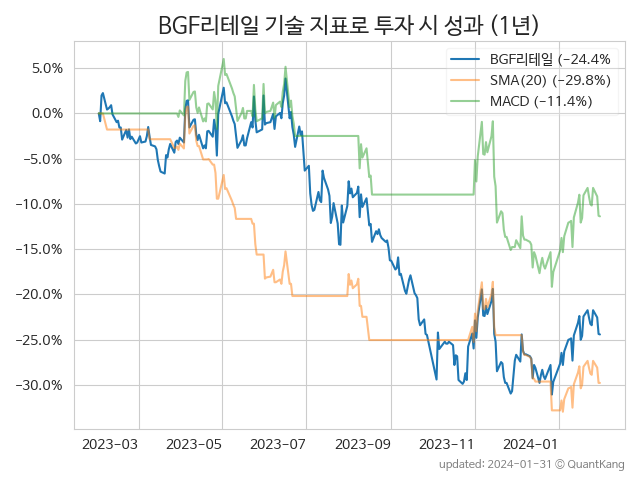 BGF리테일 기술 지표로 투자 시 성과 (1년)
BGF리테일 (−24.4%
SMA(20) (−29.8%)
MACD (−11.4%)
5.0%
0.0%
−5.0%
−10.0%
−15.0%
−20.0%
−25.0%
−30.0%
2023-03 2023-05 2023-07 2023-09 2023-11 2024-01
updated: 2024-01-31 © QuantKang